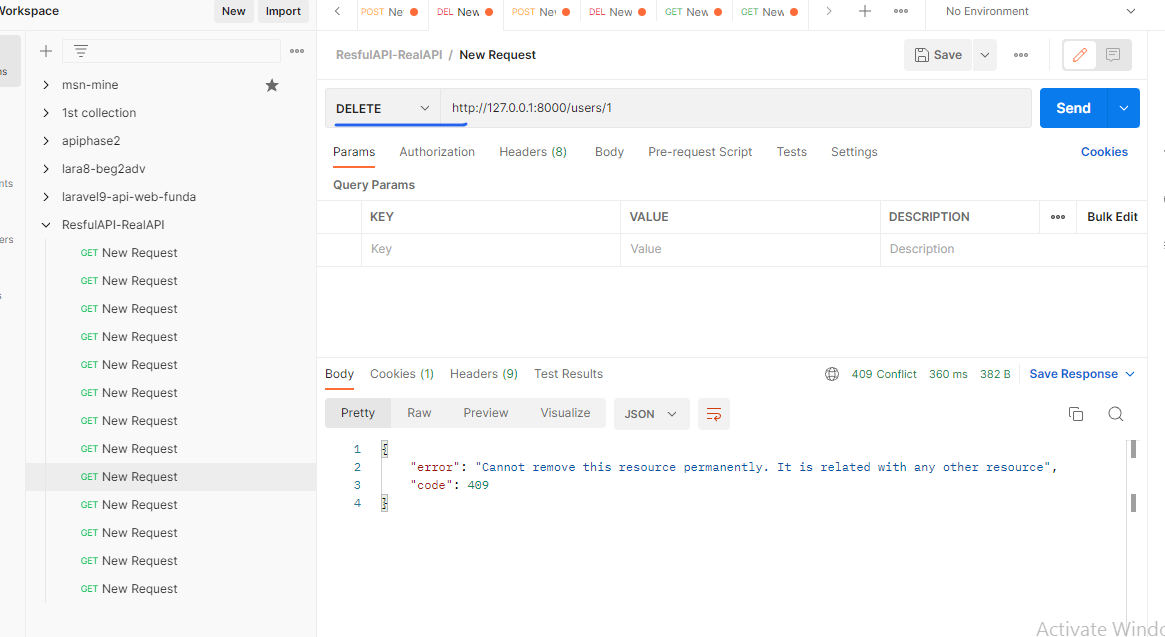 Workspace
New
Import
POST Ne
DEL New
POST Nev
DEL New
GET New
GET New
No Environment
ns
nts
ers
s
msn-mine
1st collection
apiphase2
lara8-beg2adv
laravel9-api-web-funda
ResfulAPI-RealAPI
GET New Request
GET New Request
GET New Request
GET New Request
GET New Request
GET New Request
GET New Request
GET New Request
GET New Request
GET New Request
GET New Request
GET New Request
GET New Request
ResfulAPI-RealAPI / New Request
Save
DELETE
http://127.0.0.1:8000/users/1
Send
Params Authorization Headers (8) Body Pre-request Script Tests Settings Cookies
Query Params
KEY VALUE DESCRIPTION Bulk Edit
Key Value Description
Body Cookies (1) Headers (9) Test Results 409 Conflict 360 ms 382 B Save Response
Pretty Raw Preview Visualize JSON
1 {
2 "error": "Cannot remove this resource permanently. It is related with any other resource",
3 "code": 409
4 }
Activate Windo